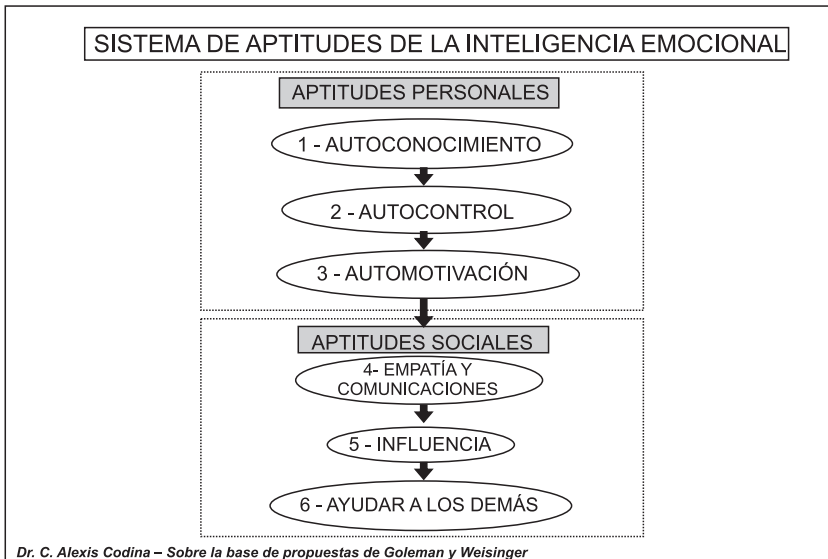 SISTEMA DE APTITUDES DE LA INTELIGENCIA EMOCIONAL
APTITUDES PERSONALES
1 - AUTOCONOCIMIENTO
2 - AUTOCONTROL
3 - AUTOMOTIVACIÓN
APTITUDES SOCIALES
4- EMPATÍA Y
COMUNICACIONES
5 - INFLUENCIA
6 - AYUDAR A LOS DEMÁS
Dr. C. Alexis Codina – Sobre la base de propuestas de Goleman y Weisinger